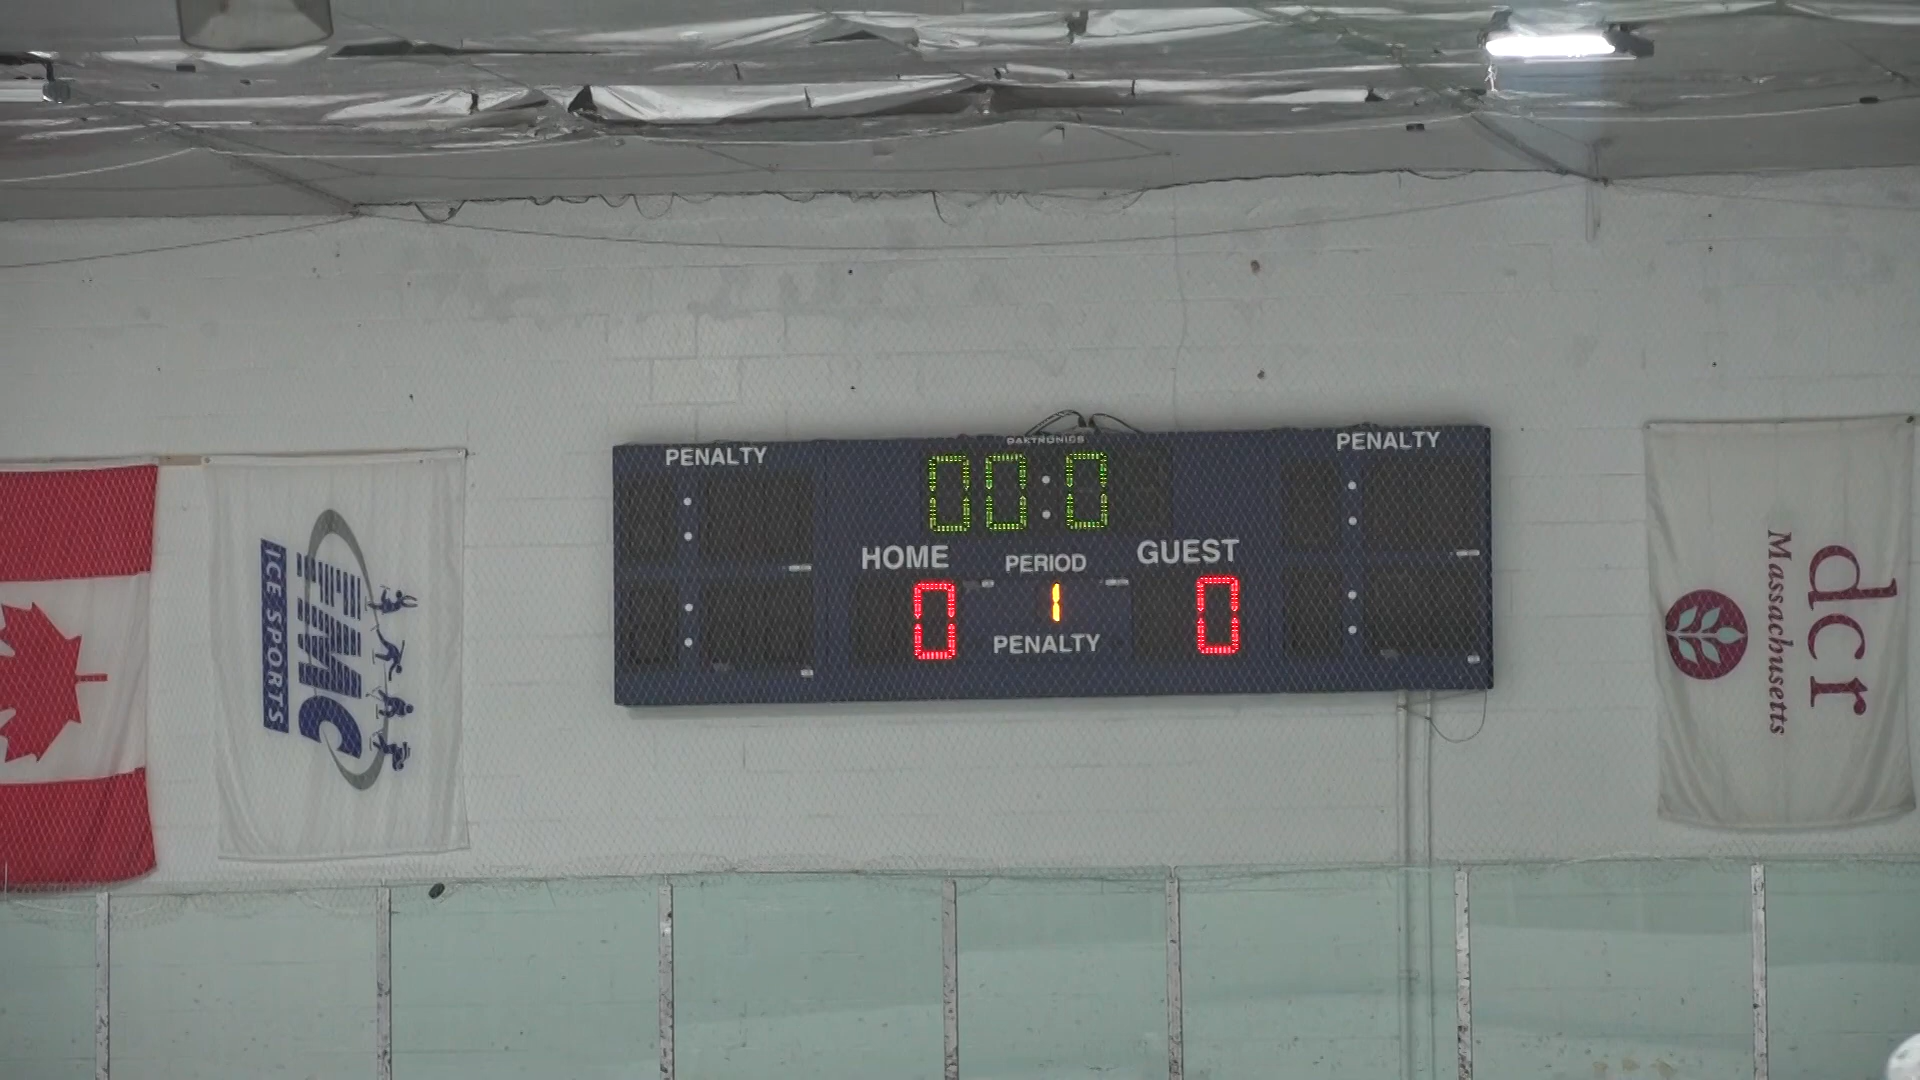 DAKTRONICS
PENALTY
PENALTY
00:0
HOME
PERIOD
GUEST
0
1
0
PENALTY
FMC
ICE SPORTS
dcr
Massachusetts